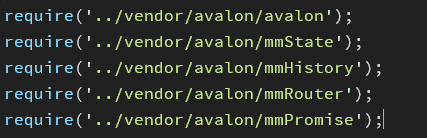 require('../vendor/avalon/avalon');
require('../vendor/avalon/mmState');
require('../vendor/avalon/mmHistory');
require('../vendor/avalon/mmRouter');
require('../vendor/avalon/mmPromise');